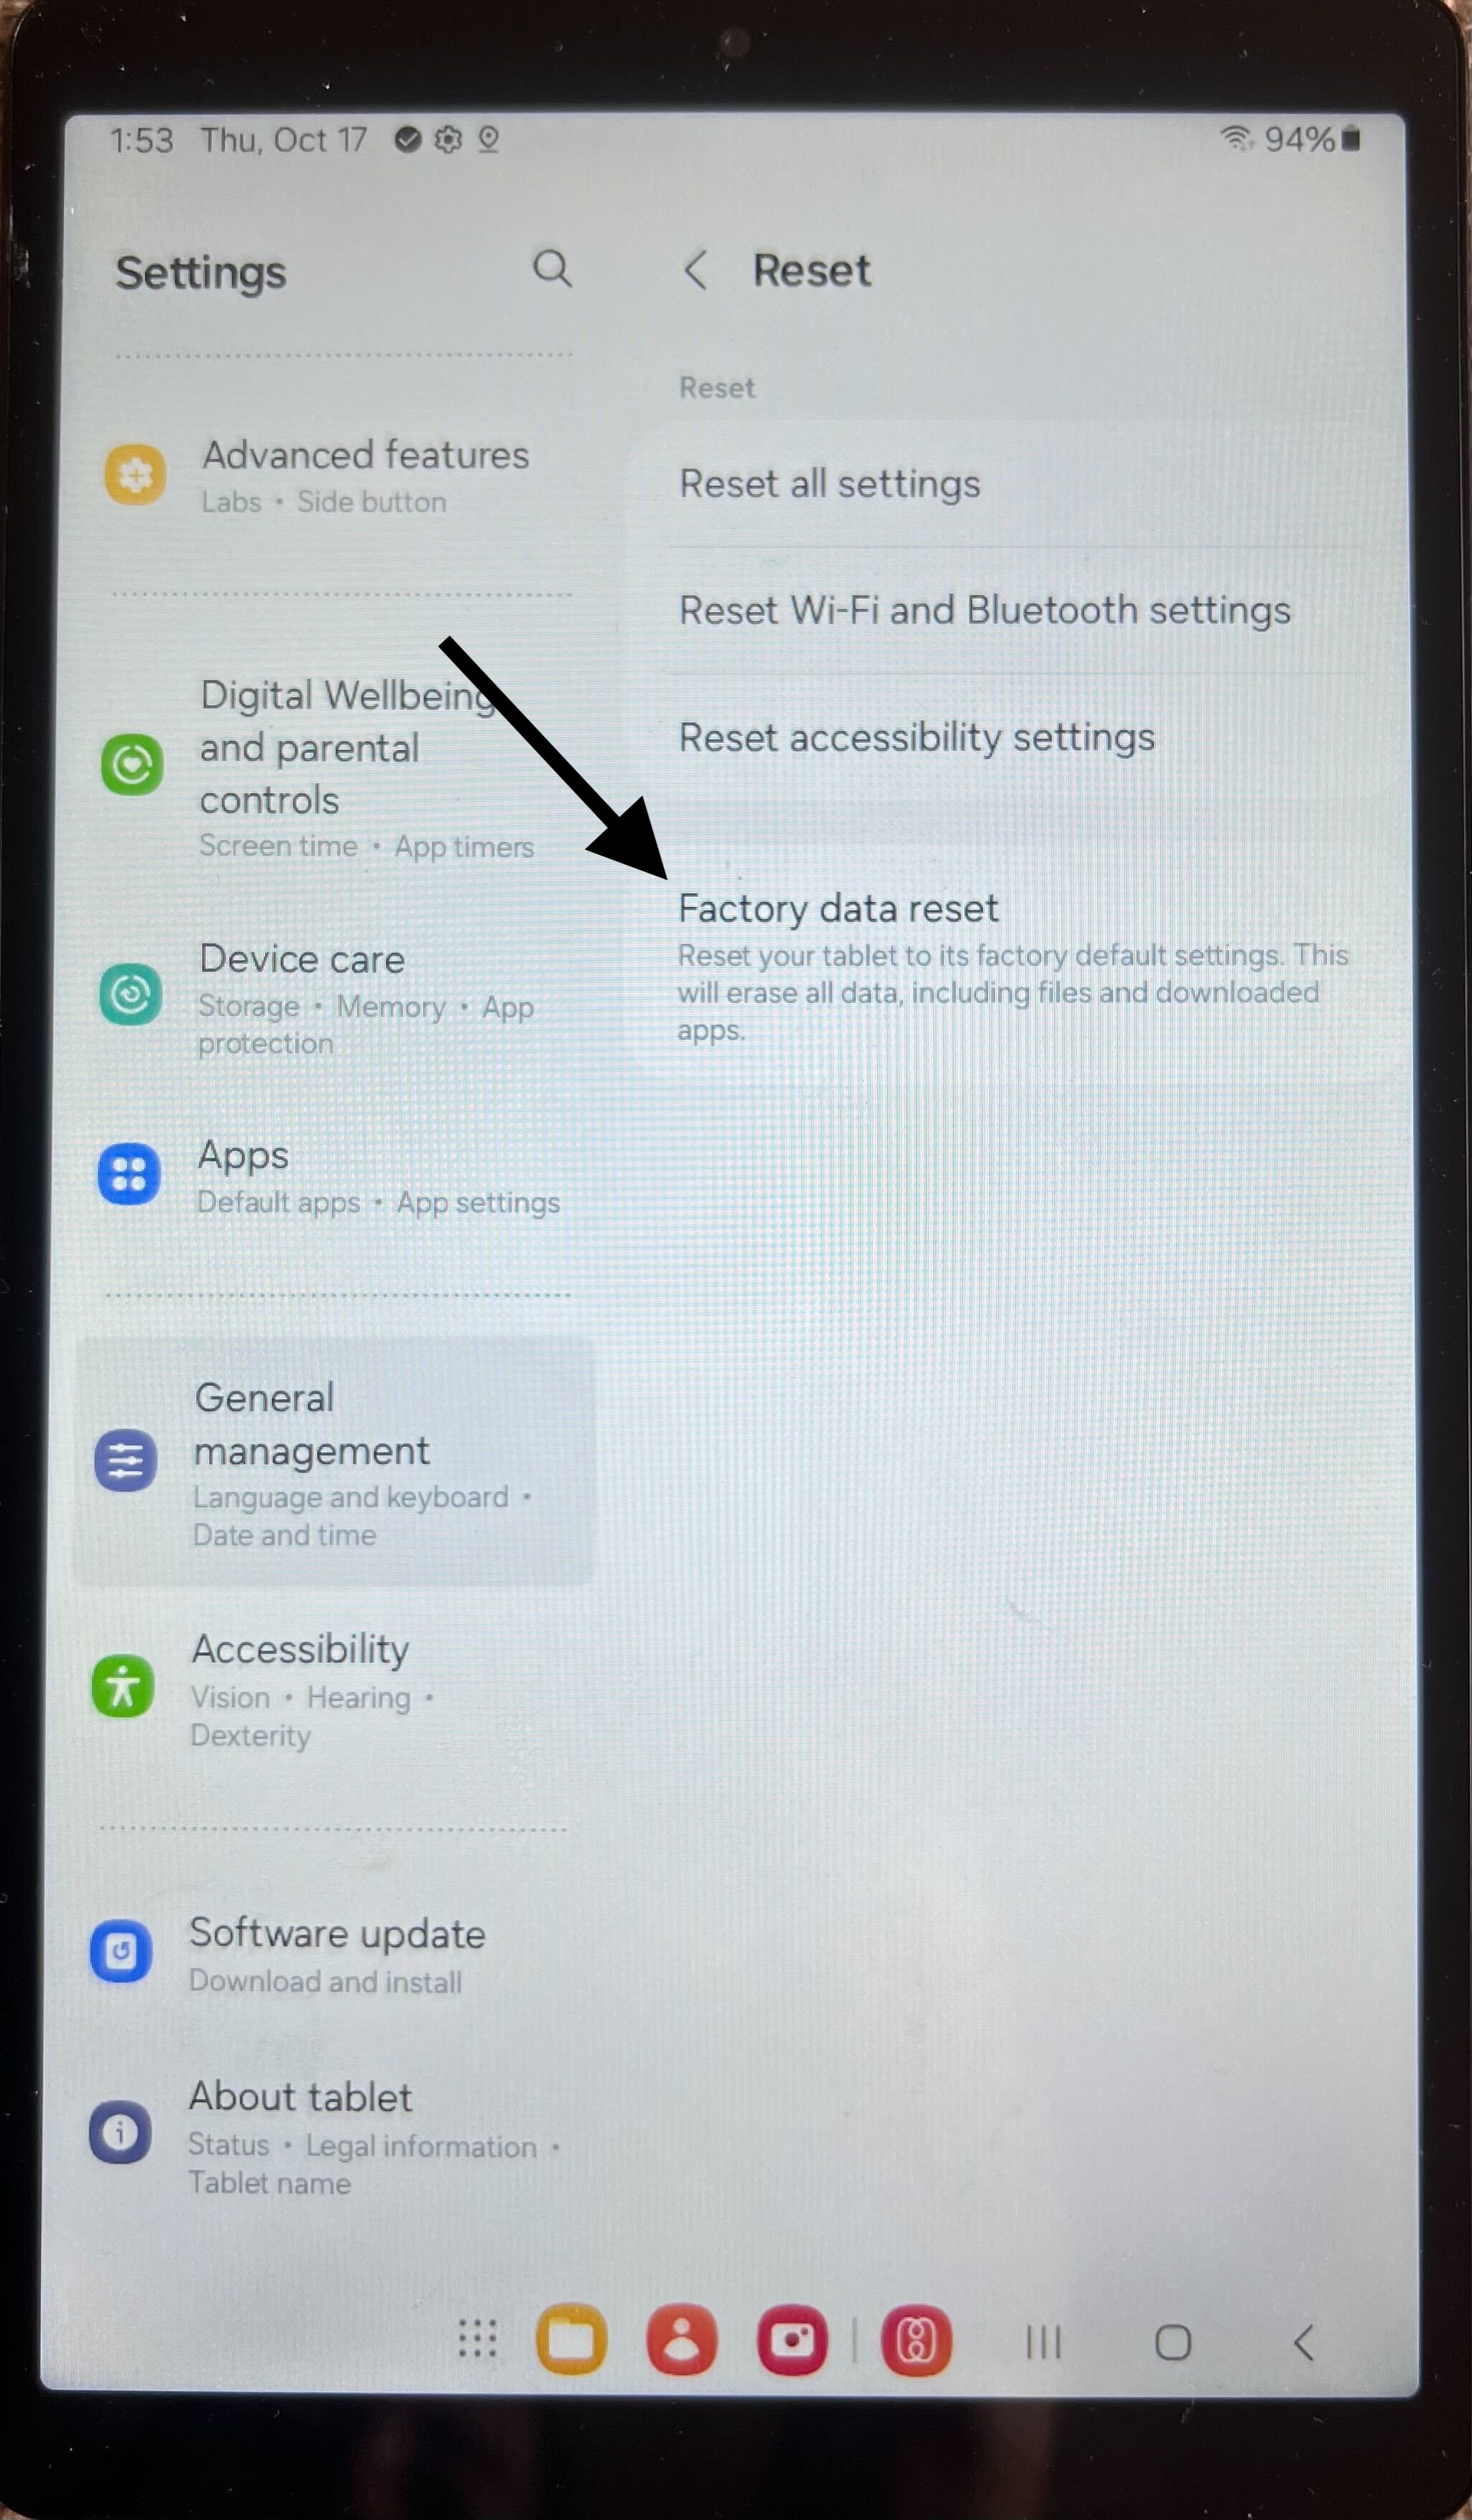 1:53 Thu, Oct 17
94%
Settings
Advanced features
Labs • Side button
Digital Wellbeing
and parental
controls
Screen time • App timers
Device care
Storage • Memory • App
protection
Apps
Default apps • App settings
General
management
Language and keyboard •
Date and time
Accessibility
Vision • Hearing •
Dexterity
Software update
Download and install
About tablet
Status • Legal information •
Tablet name
Reset
Reset
Reset all settings
Reset Wi-Fi and Bluetooth settings
Reset accessibility settings
Factory data reset
Reset your tablet to its factory default settings. This
will erase all data, including files and downloaded
apps.